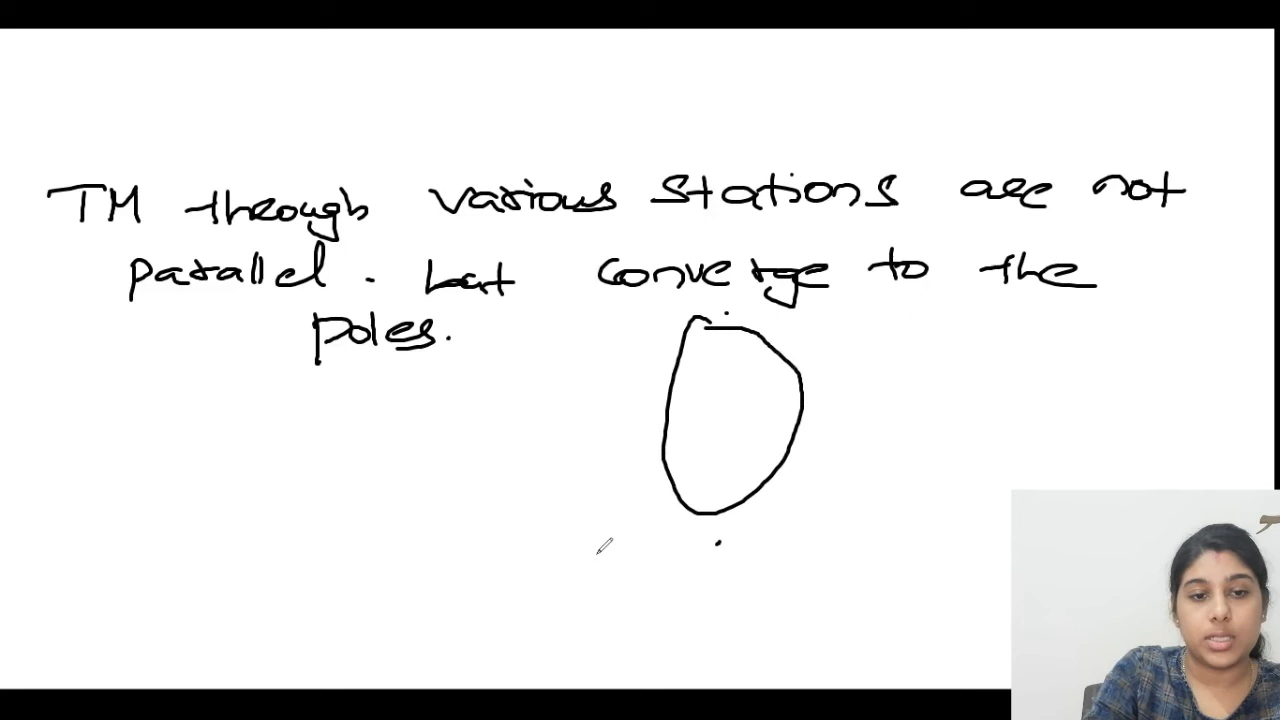 TM through various stations are not
parallel. but converge to the
poles.